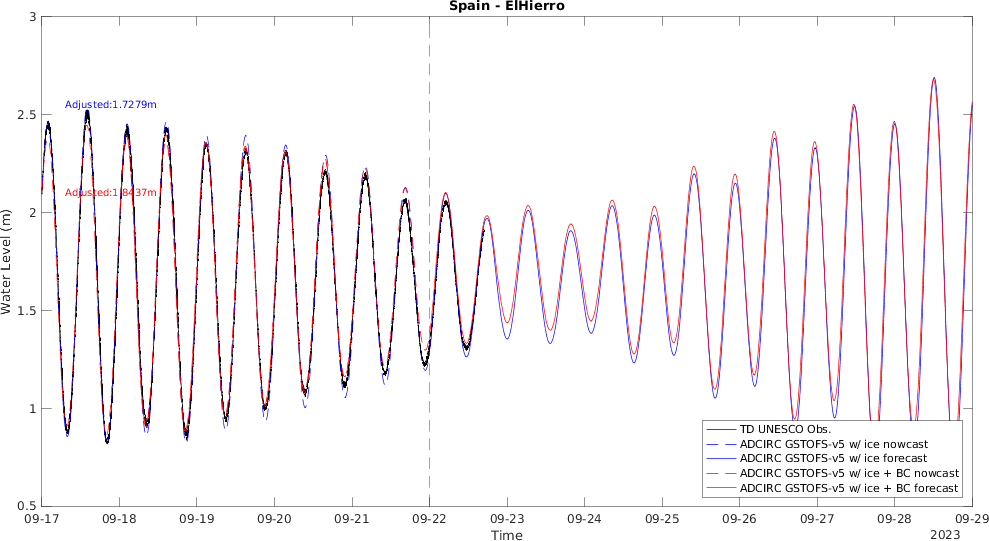 Spain - ElHierro
3
2.5
2
1.5
1
0.5
Water Level (m)
Adjusted:1.7279m
Adjusted:1.8437m
TD UNESCO Obs.
ADCIRC GSTOFS-v5 w/ ice nowcast
ADCIRC GSTOFS-v5 w/ ice forecast
ADCIRC GSTOFS-v5 w/ ice + BC nowcast
ADCIRC GSTOFS-v5 w/ ice + BC forecast
09-17 09-18 09-19 09-20 09-21 09-22 09-23 09-24 09-25 09-26 09-27 09-28 09-29
Time
2023